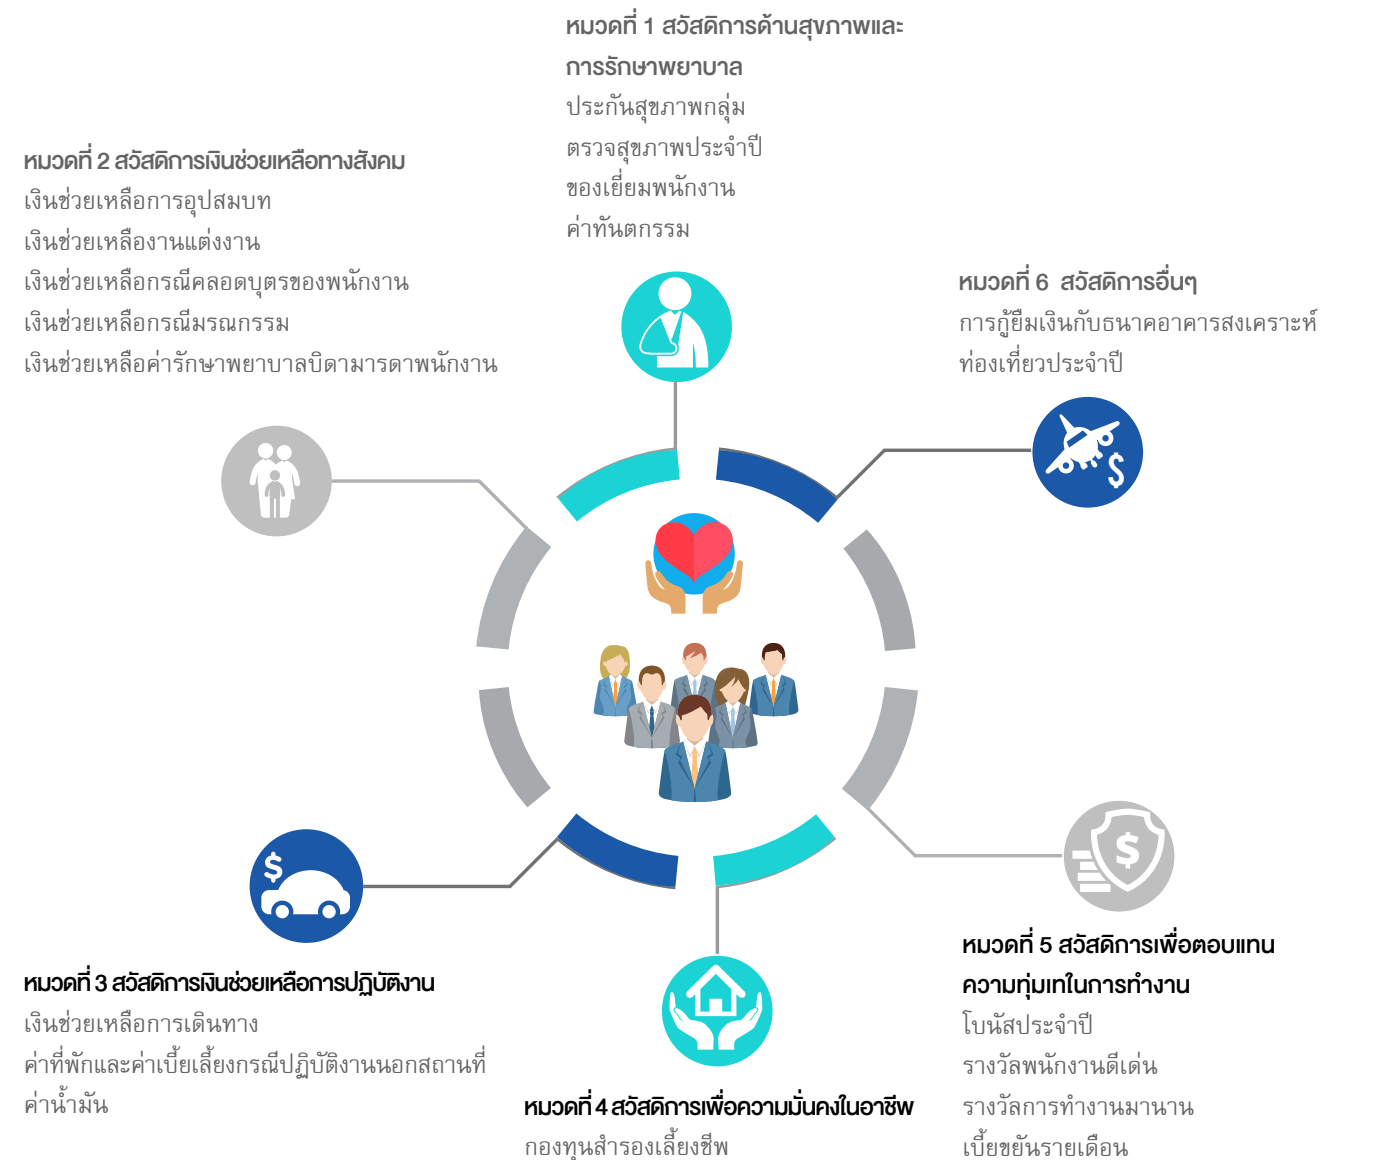 หมวดที่ 1 สวัสดิการด้านสุขภาพและ
การรักษาพยาบาล
ประกันสุขภาพกลุ่ม
ตรวจสุขภาพประจำปี
ของเยี่ยมพนักงาน
ค่าทันตกรรม
หมวดที่ 2 สวัสดิการเงินช่วยเหลือทางสังคม
เงินช่วยเหลือการอุปสมบท
เงินช่วยเหลืองานแต่งงาน
เงินช่วยเหลือกรณีคลอดบุตรของพนักงาน
เงินช่วยเหลือกรณีมรณกรรม
เงินช่วยเหลือค่ารักษาพยาบาลบิดามารดาพนักงาน
หมวดที่ 6 สวัสดิการอื่นๆ
การกู้ยืมเงินกับธนาคอาคารสงเคราะห์
ท่องเที่ยวประจำปี
$
$
$
หมวดที่ 3 สวัสดิการเงินช่วยเหลือการปฏิบัติงาน
เงินช่วยเหลือการเดินทาง
ค่าที่พักและค่าเบี้ยเลี้ยงกรณีปฏิบัติงานนอกสถานที่
ค่าน้ำมัน
หมวดที่ 4 สวัสดิการเพื่อความมั่นคงในอาชีพ
กองทุนสำรองเลี้ยงชีพ
หมวดที่ 5 สวัสดิการเพื่อตอบแทน
ความทุ่มเทในการทำงาน
โบนัสประจำปี
รางวัลพนักงานดีเด่น
รางวัลการทำงานมานาน
เบี้ยขยันรายเดือน